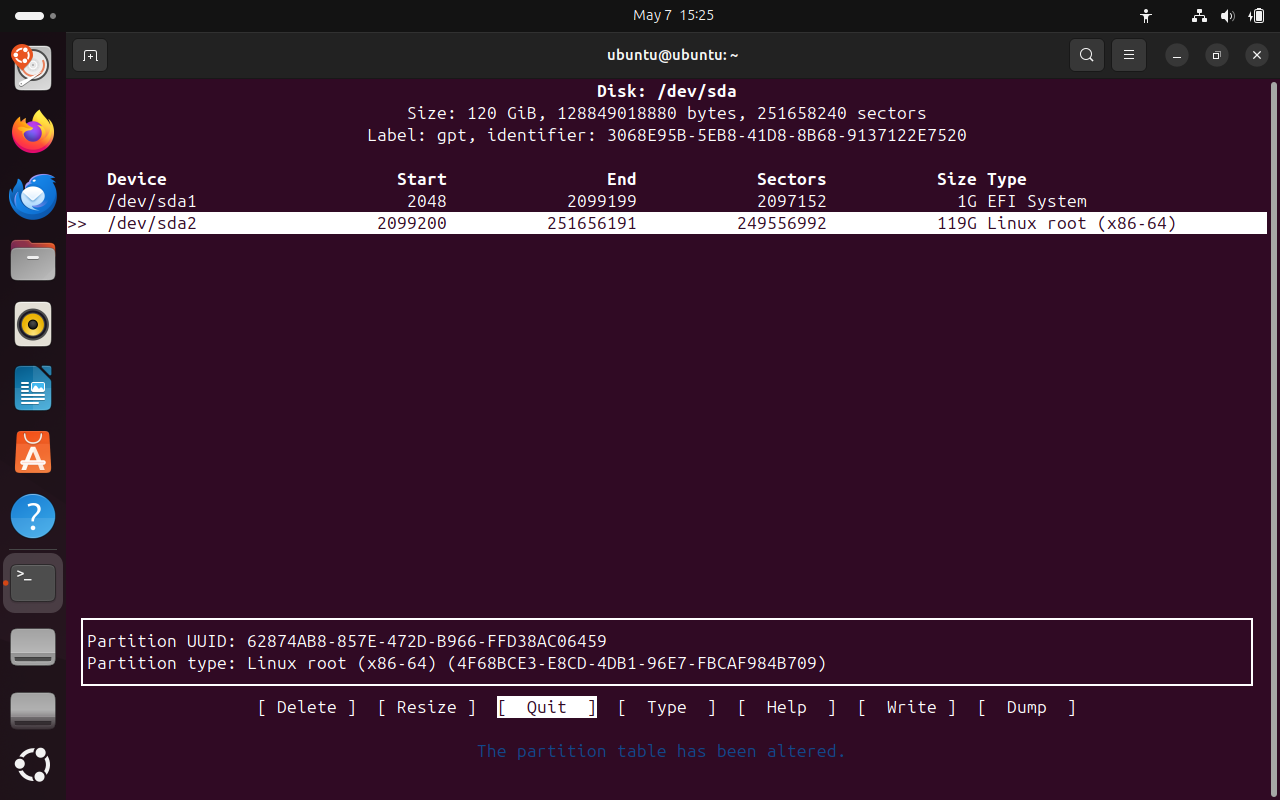 May 7 15:25
ubuntu@ubuntu: ~
Disk: /dev/sda
Size: 120 GiB, 128849018880 bytes, 251658240 sectors
Label: gpt, identifier: 3068E95B-5EB8-41D8-8B68-9137122E7520
Device Start End Sectors Size Type
/dev/sda1 2048 2099199 2097152 1G EFI System
>> /dev/sda2 2099200 251656191 249556992 119G Linux root (x86-64)
Partition UUID: 62874AB8-857E-472D-B966-FFD38AC06459
Partition type: Linux root (x86-64) (4F68BCE3-E8CD-4DB1-96E7-FBCAF984B709)
[ Delete ] [ Resize ] [ Quit ] [ Type ] [ Help ] [ Write ] [ Dump ]
The partition table has been altered.